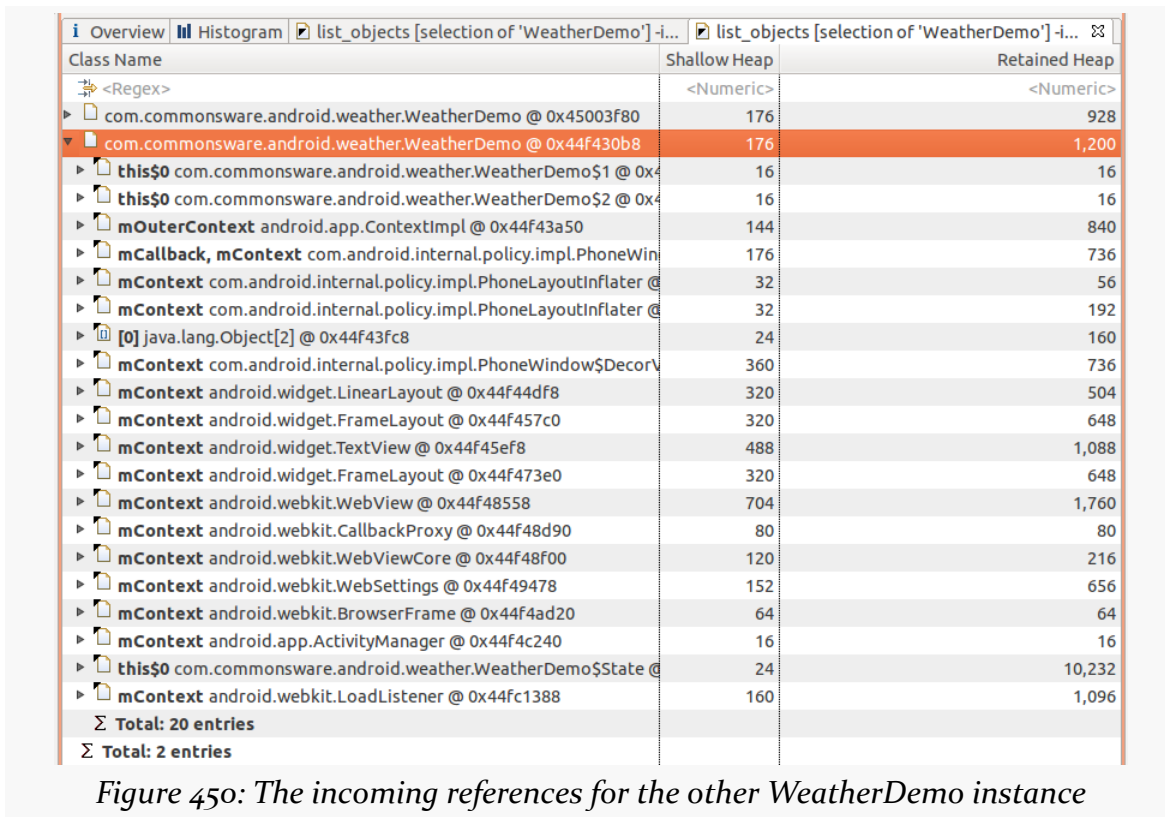 i Overview Histogram list_objects [selection of 'WeatherDemo'] -i... list_objects [selection of 'WeatherDemo'] -i...
Class Name Shallow Heap Retained Heap
<Regex> <Numeric> <Numeric>
com.commonsware.android.weather.WeatherDemo @ 0x45003f80 176 928
com.commonsware.android.weather.WeatherDemo @ 0x44f430b8 176 1,200
this$0 com.commonsware.android.weather.WeatherDemo$1 @ 0x4 16 16
this$0 com.commonsware.android.weather.WeatherDemo$2 @ 0x4 16 16
mOuterContext android.app.ContextImpl @ 0x44f43a50 144 840
mCallback, mContext com.android.internal.policy.impl.PhoneWin 176 736
mContext com.android.internal.policy.impl.PhoneLayoutInflater @ 32 56
mContext com.android.internal.policy.impl.PhoneLayoutInflater @ 32 192
[0] java.lang.Object[2] @ 0x44f43fc8 24 160
mContext com.android.internal.policy.impl.PhoneWindow$DecorV 360 736
mContext android.widget.LinearLayout @ 0x44f44df8 320 504
mContext android.widget.FrameLayout @ 0x44f457c0 320 648
mContext android.widget.TextView @ 0x44f45ef8 488 1,088
mContext android.widget.FrameLayout @ 0x44f473e0 320 648
mContext android.webkit.WebView @ 0x44f48558 704 1,760
mContext android.webkit.CallbackProxy @ 0x44f48d90 80 80
mContext android.webkit.WebViewCore @ 0x44f48f00 120 216
mContext android.webkit.WebSettings @ 0x44f49478 152 656
mContext android.webkit.BrowserFrame @ 0x44f4ad20 64 64
mContext android.app.ActivityManager @ 0x44f4c240 16 16
this$0 com.commonsware.android.weather.WeatherDemo$State @ 24 10,232
mContext android.webkit.LoadListener @ 0x44fc1388 160 1,096
Σ Total: 20 entries
Σ Total: 2 entries
Figure 450: The incoming references for the other WeatherDemo instance